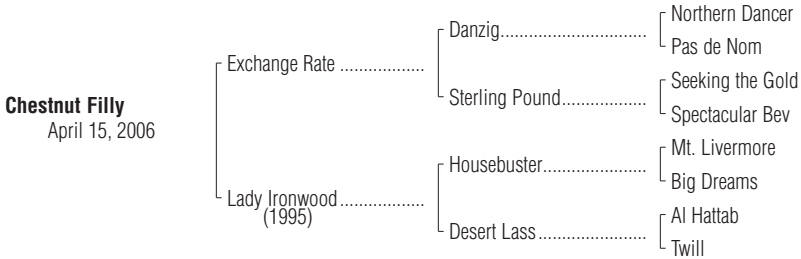 Northern Dancer
Danzig..............................
Pas de Nom
Exchange Rate .................
Seeking the Gold
Sterling Pound.................
Spectacular Bev
Chestnut Filly
April 15, 2006
Mt. Livermore
Housebuster.....................
Big Dreams
Lady Ironwood.................
(1995)
Al Hattab
Desert Lass......................
Twill